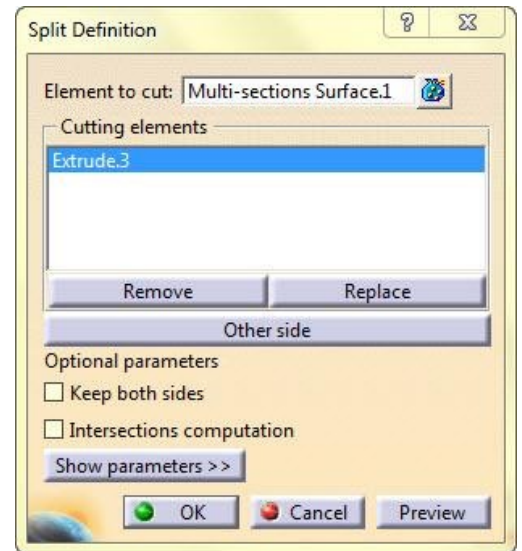 Split Definition
Element to cut: Multi-sections Surface.1
Cutting elements
Extrude.3
Remove Replace
Other side
Optional parameters
Keep both sides
Intersections computation
Show parameters >>
OK Cancel Preview